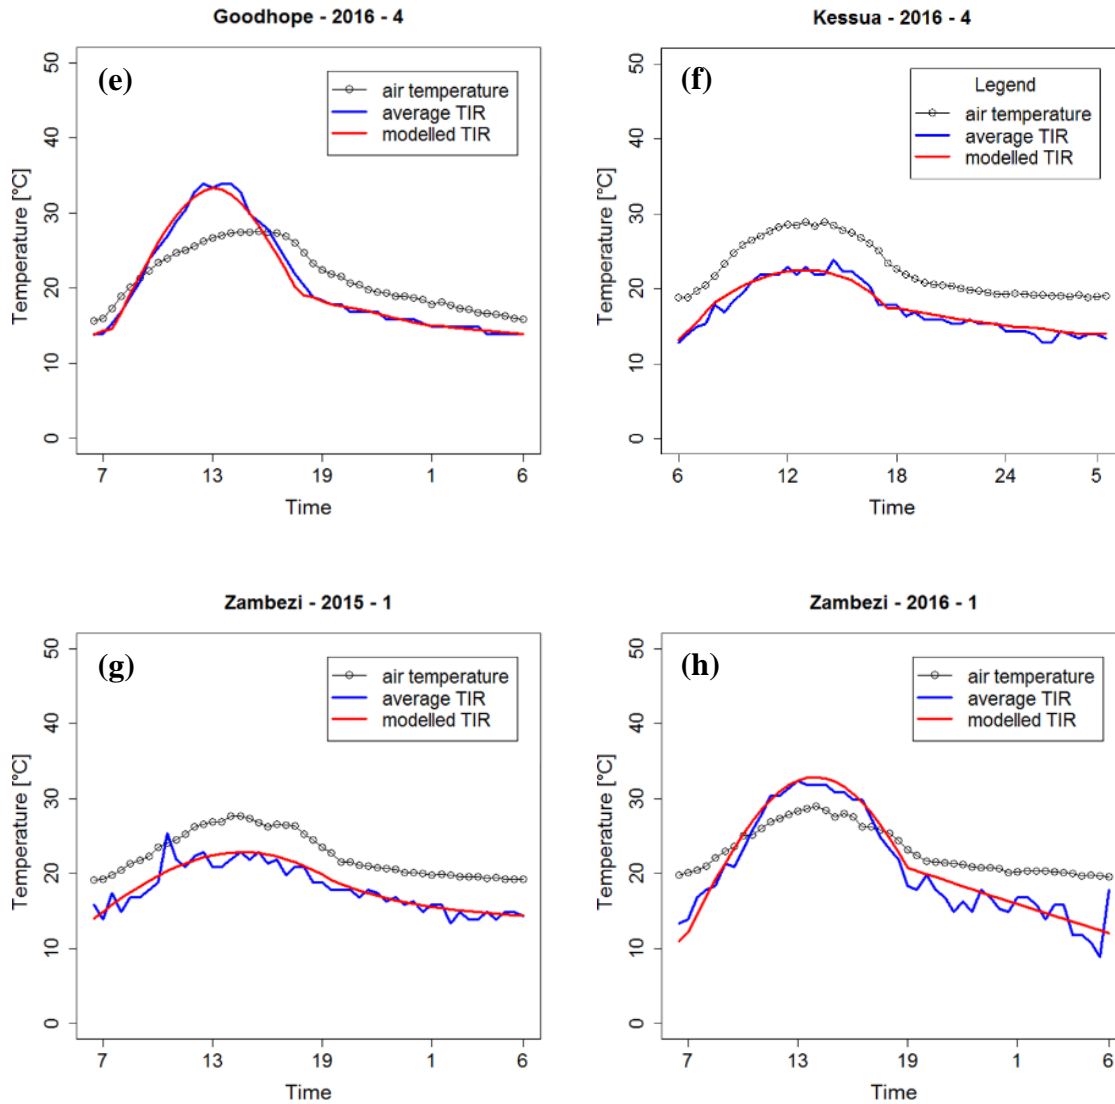 Goodhope - 2016 - 4
(e)
air temperature
average TIR
modelled TIR
Temperature [°C]
0
10
20
30
40
50
7
13
19
1
6
Time
Kessua - 2016 - 4
(f)
Legend
air temperature
average TIR
modelled TIR
Temperature [°C]
0
10
20
30
40
50
6
12
18
24
5
Time
Zambezi - 2015 - 1
(g)
air temperature
average TIR
modelled TIR
Temperature [°C]
0
10
20
30
40
50
7
13
19
1
6
Time
Zambezi - 2016 - 1
(h)
air temperature
average TIR
modelled TIR
Temperature [°C]
0
10
20
30
40
50
7
13
19
1
6
Time